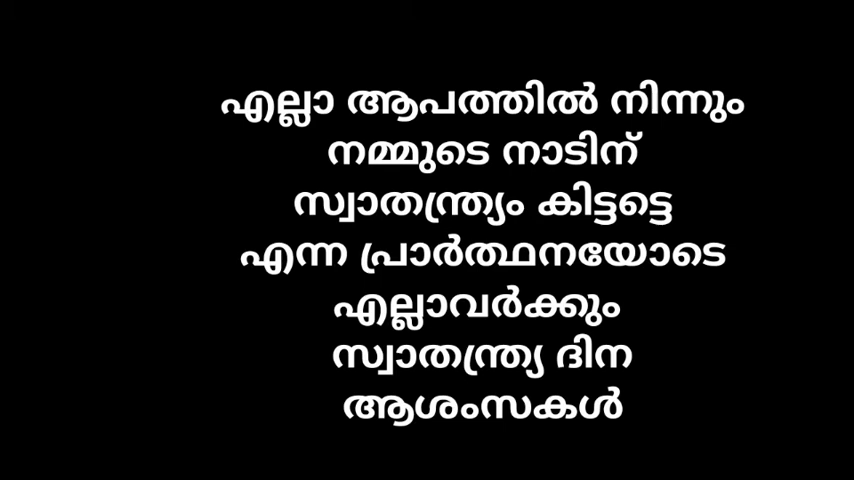 എല്ലാ ആപത്തിൽ നിന്നും
നമ്മുടെ നാടിന്
സ്വാതന്ത്ര്യം കിട്ടട്ടെ
എന്ന പ്രാർത്ഥനയോടെ
എല്ലാവർക്കും
സ്വാതന്ത്ര്യ ദിന
ആശംസകൾ